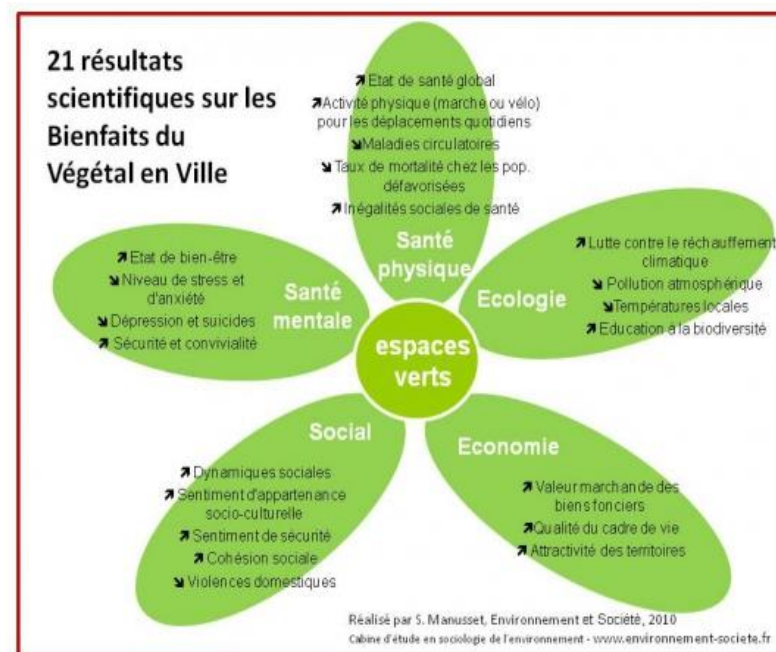 21 résultats
scientifiques sur les
Bienfaits du
Végétal en Ville
↗Etat de santé global
↗Activité physique (marche ou vélo)
pour les déplacements quotidiens
↘Maladies circulatoires
↘Taux de mortalité chez les pop.
défavorisées
↗Inégalités sociales de santé
Santé
physique
↗Etat de bien-être
↘Niveau de stress et
d'anxiété
↘Dépression et suicides
↗Sécurité et convivialité
Santé
mentale
↗Lutte contre le réchauffement
climatique
↘Pollution atmosphérique
↘Températures locales
↗Education à la biodiversité
Ecologie
espaces
verts
Social
↗Dynamiques sociales
↗Sentiment d'appartenance
socio-culturelle
↗Sentiment de sécurité
↗Cohésion sociale
↘Violences domestiques
Economie
↗Valeur marchande des
biens fonciers
↗Qualité du cadre de vie
↗Attractivité des territoires
Réalisé par S. Manusset, Environnement et Société, 2010
Cabine d'étude en sociologie de l'environnement - www.environnement-societe.fr